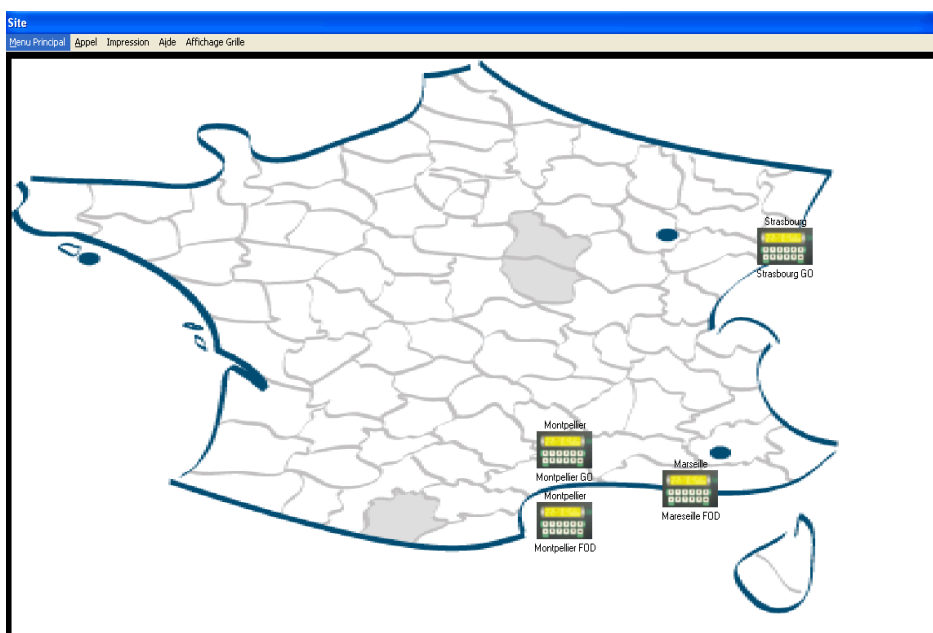 Site
Menu Principal Appel Impression Aide Affichage Grille
Strasbourg
Strasbourg GO
Montpellier
Montpellier GO
Marseille
Mareseille FOD
Montpellier
Montpellier FOD